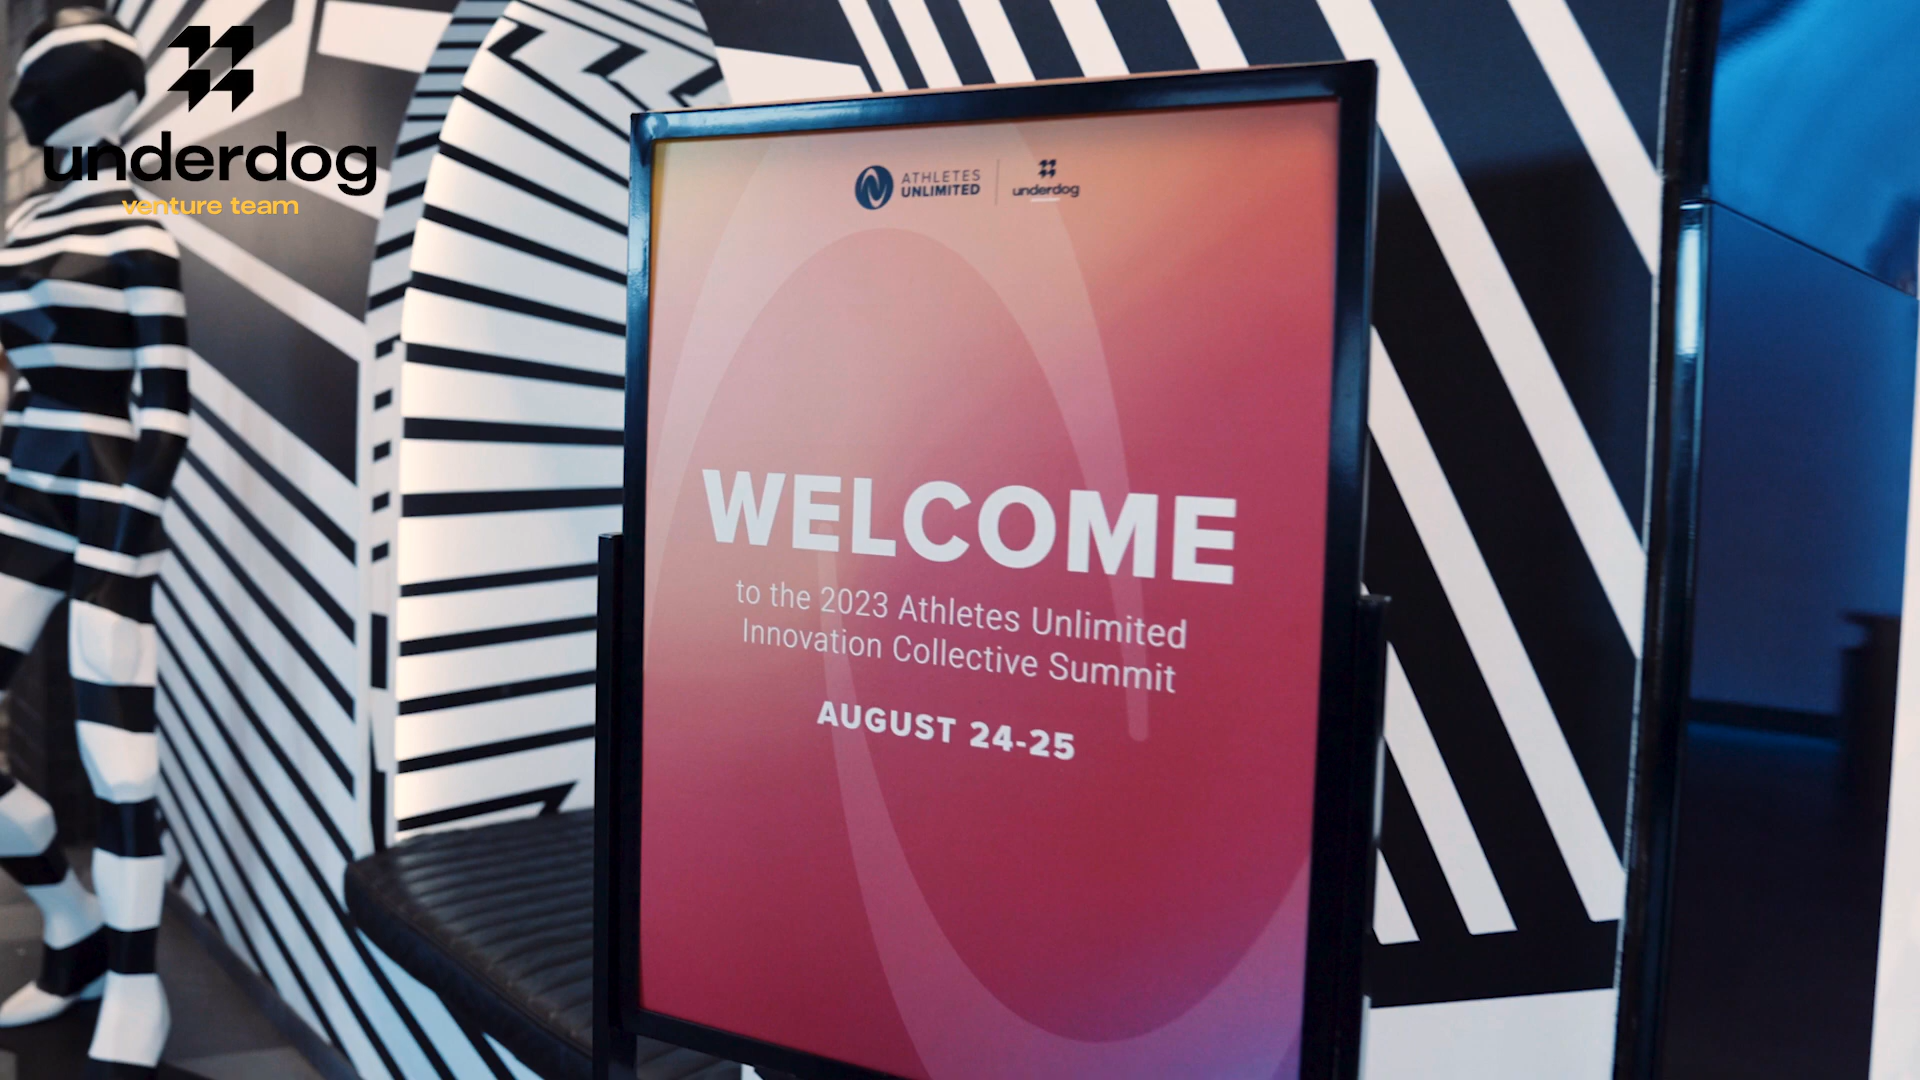 underdog
venture team
ATHLETES
UNLIMITED
underdog
WELCOME
to the 2023 Athletes Unlimited
Innovation Collective Summit
AUGUST 24-25